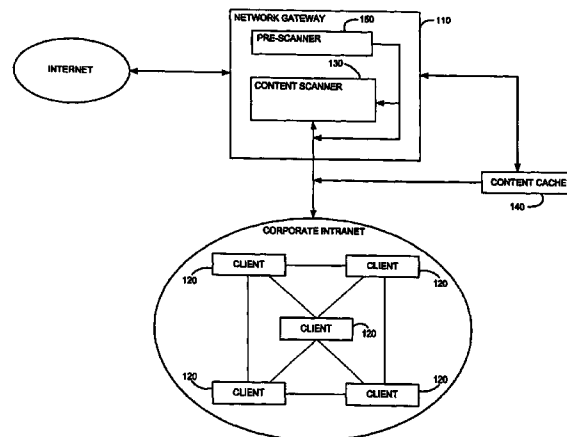 NETWORK GATEWAY
150
110
PRE-SCANNER
130
INTERNET
CONTENT SCANNER
CONTENT CACHE
140
CORPORATE INTRANET
CLIENT
CLIENT
120
120
CLIENT
120
120
120
CLIENT
CLIENT